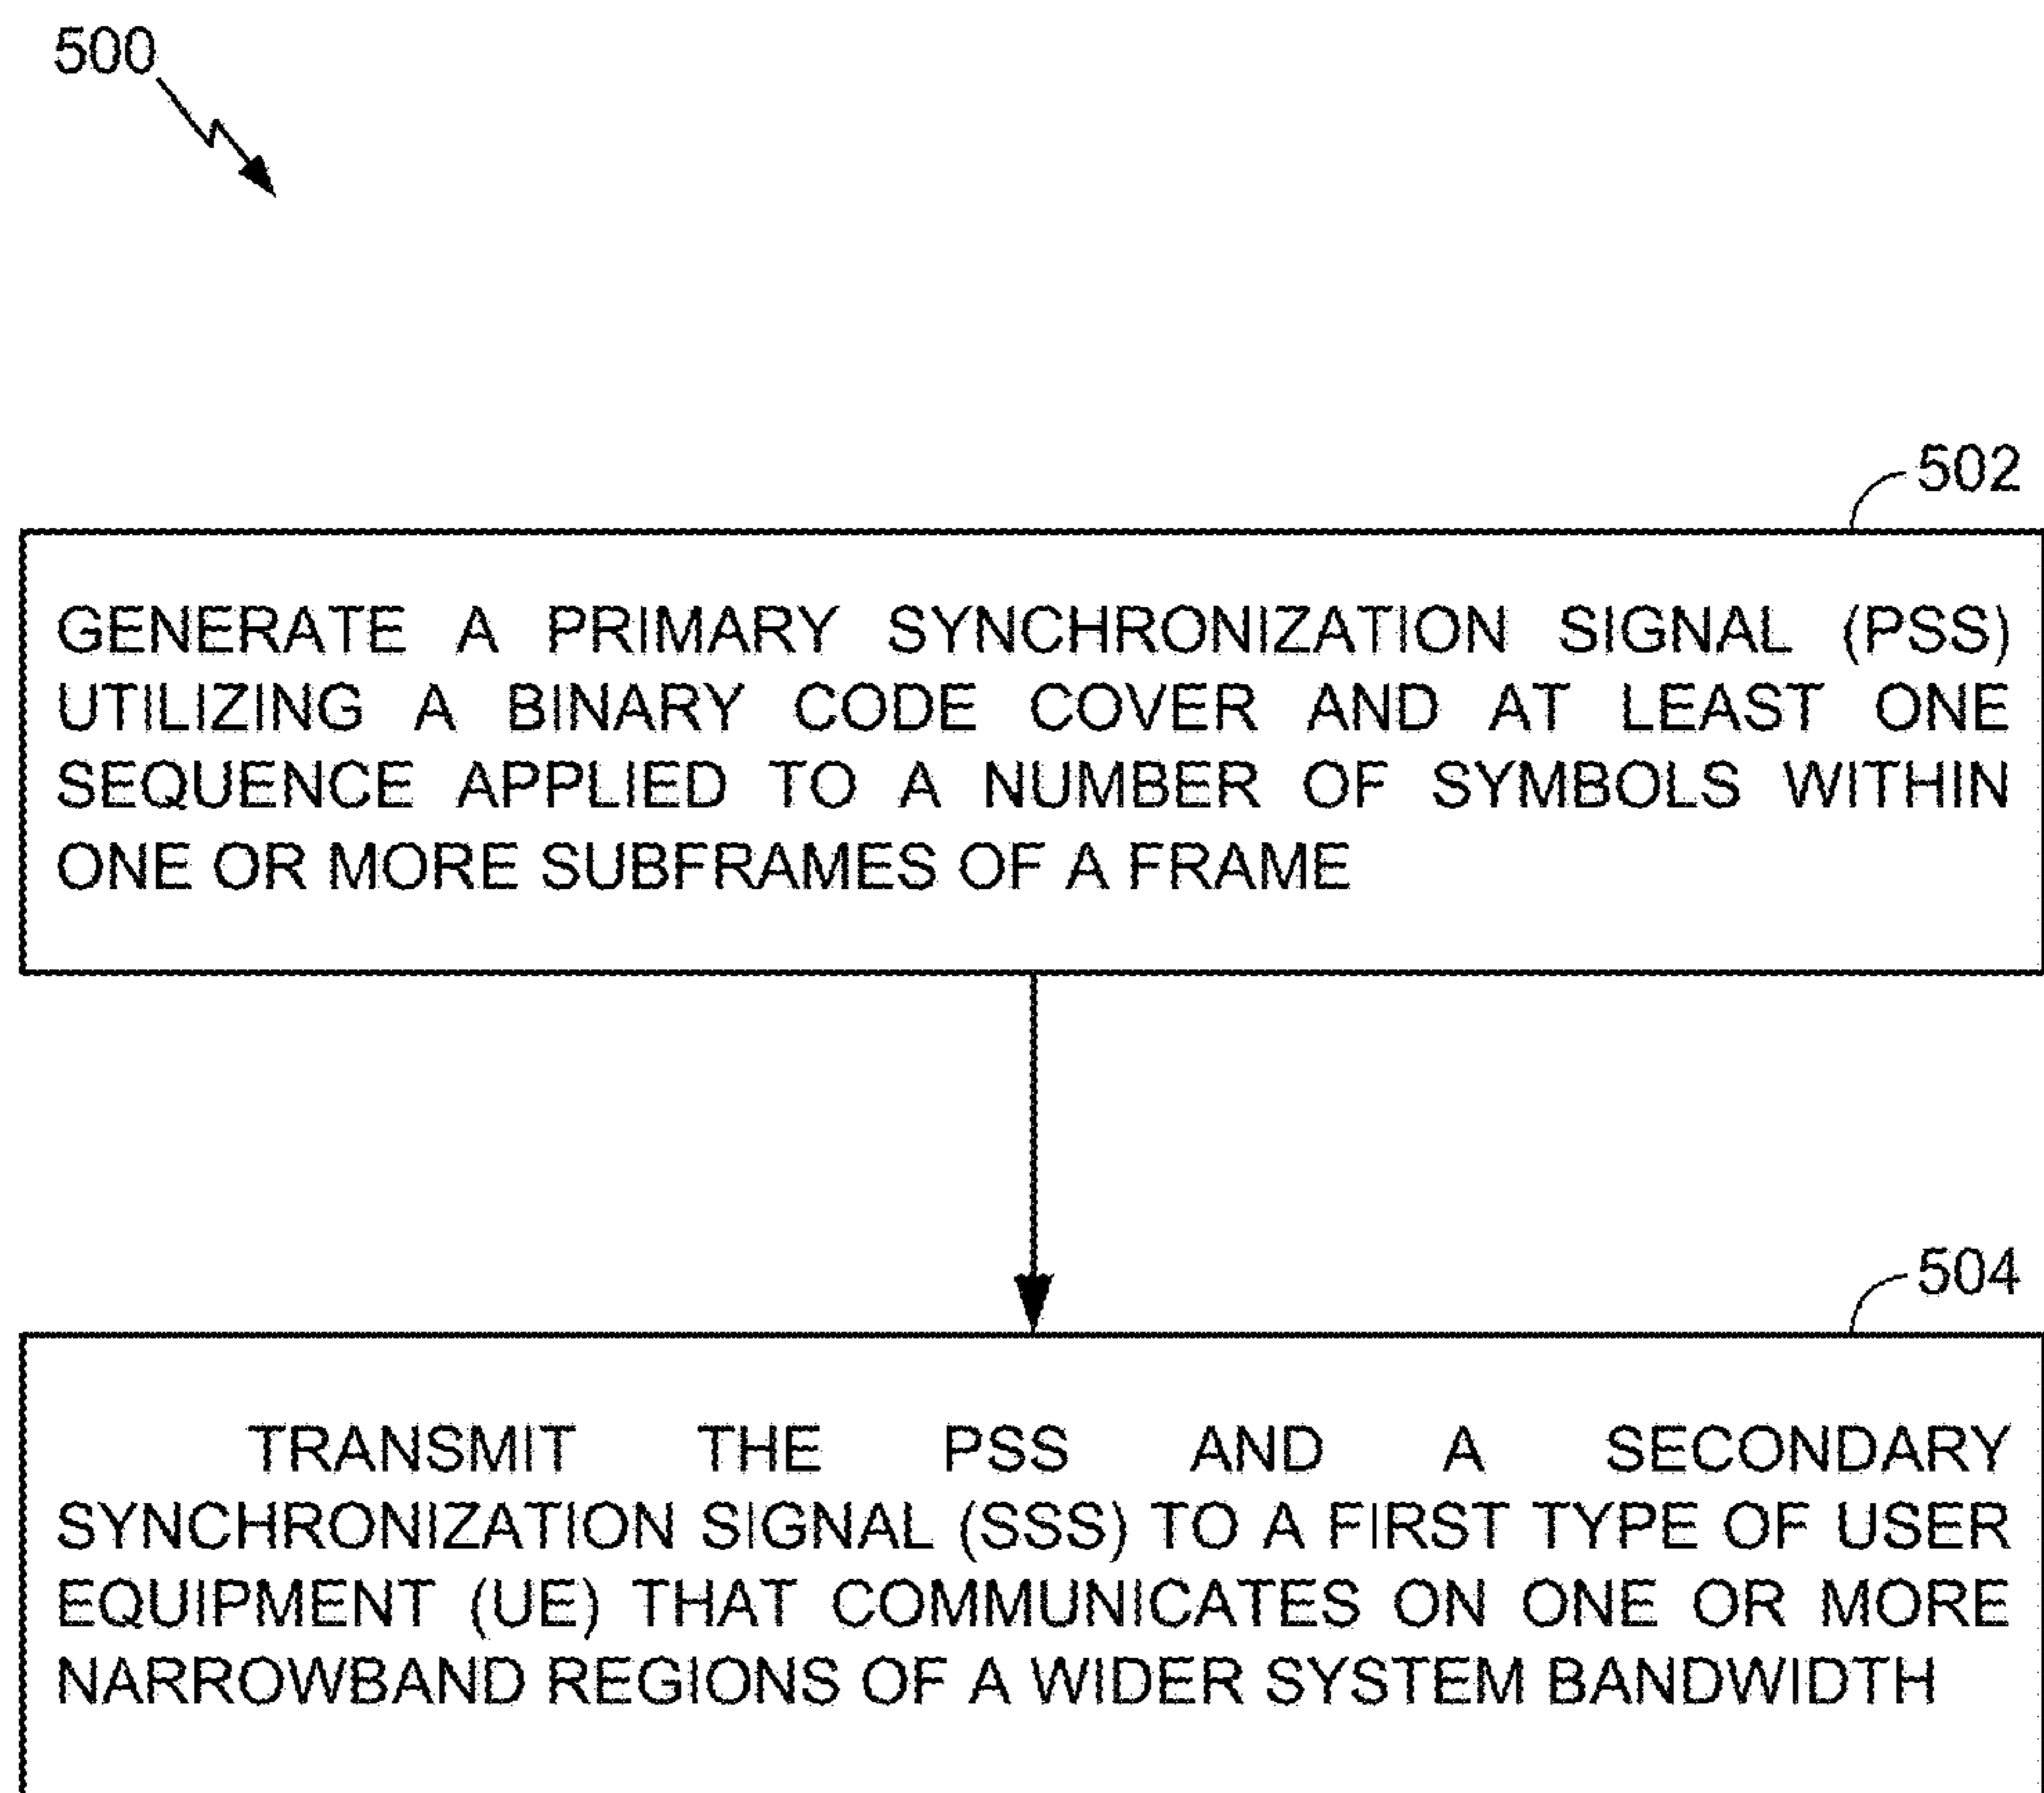 500
502
GENERATE A PRIMARY SYNCHRONIZATION SIGNAL (PSS)
UTILIZING A BINARY CODE COVER AND AT LEAST ONE
SEQUENCE APPLIED TO A NUMBER OF SYMBOLS WITHIN
ONE OR MORE SUBFRAMES OF A FRAME
504
TRANSMIT THE PSS AND A SECONDARY
SYNCHRONIZATION SIGNAL (SSS) TO A FIRST TYPE OF USER
EQUIPMENT (UE) THAT COMMUNICATES ON ONE OR MORE
NARROWBAND REGIONS OF A WIDER SYSTEM BANDWIDTH